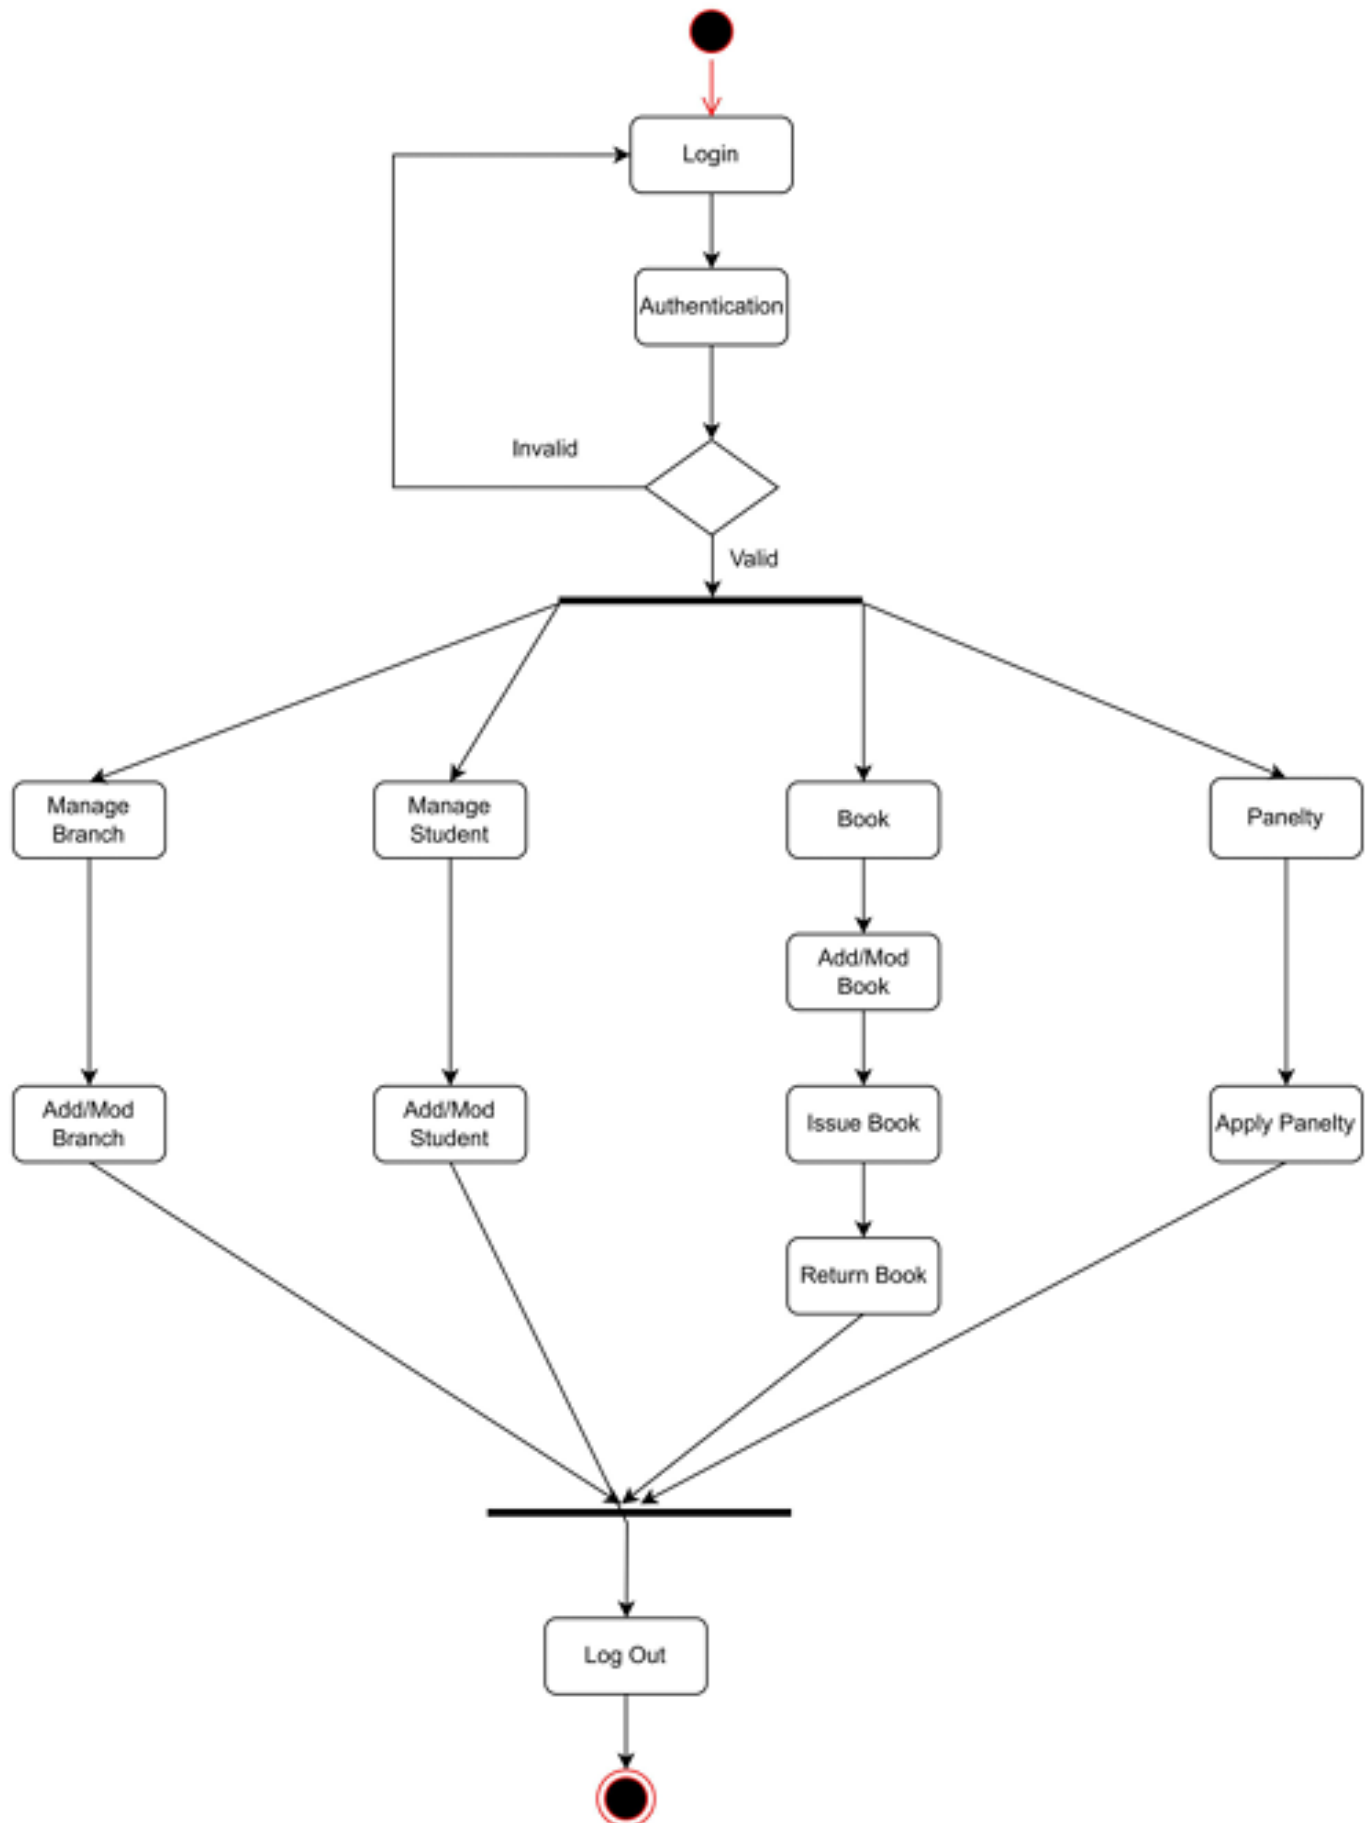 Login
Authentication
Invalid
Valid
Manage
Branch
Manage
Student
Book
Panelty
Add/Mod
Book
Add/Mod
Branch
Add/Mod
Student
Issue Book
Apply Panelty
Return Book
Log Out